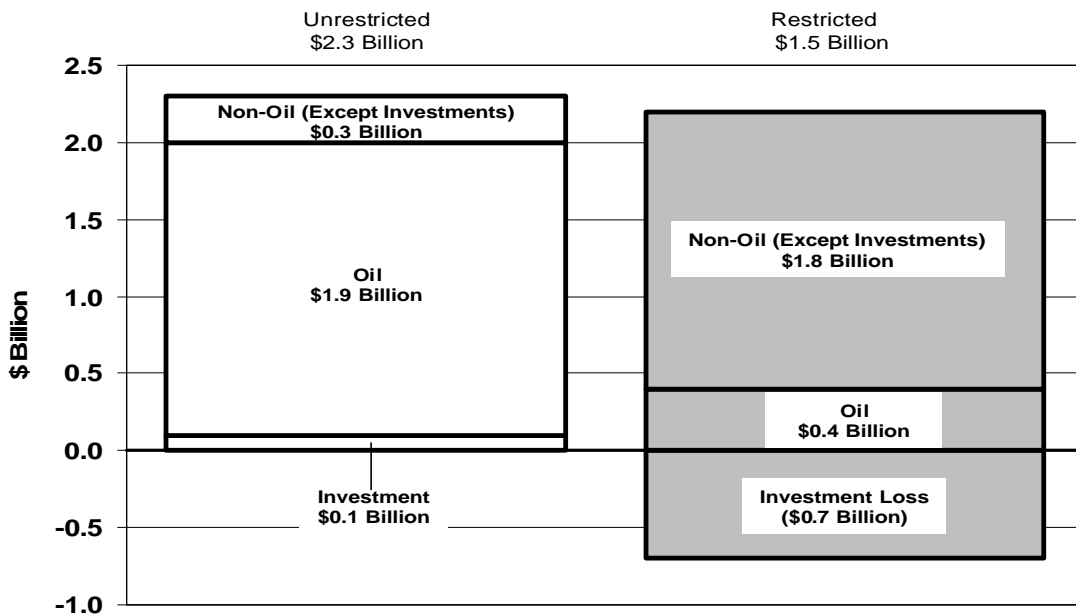 Unrestricted
$2.3 Billion
Restricted
$1.5 Billion
$ Billion
2.5
2.0
1.5
1.0
0.5
0.0
-0.5
-1.0
Non-Oil (Except Investments)
$0.3 Billion
Oil
$1.9 Billion
Investment
$0.1 Billion
Non-Oil (Except Investments)
$1.8 Billion
Oil
$0.4 Billion
Investment Loss
($0.7 Billion)